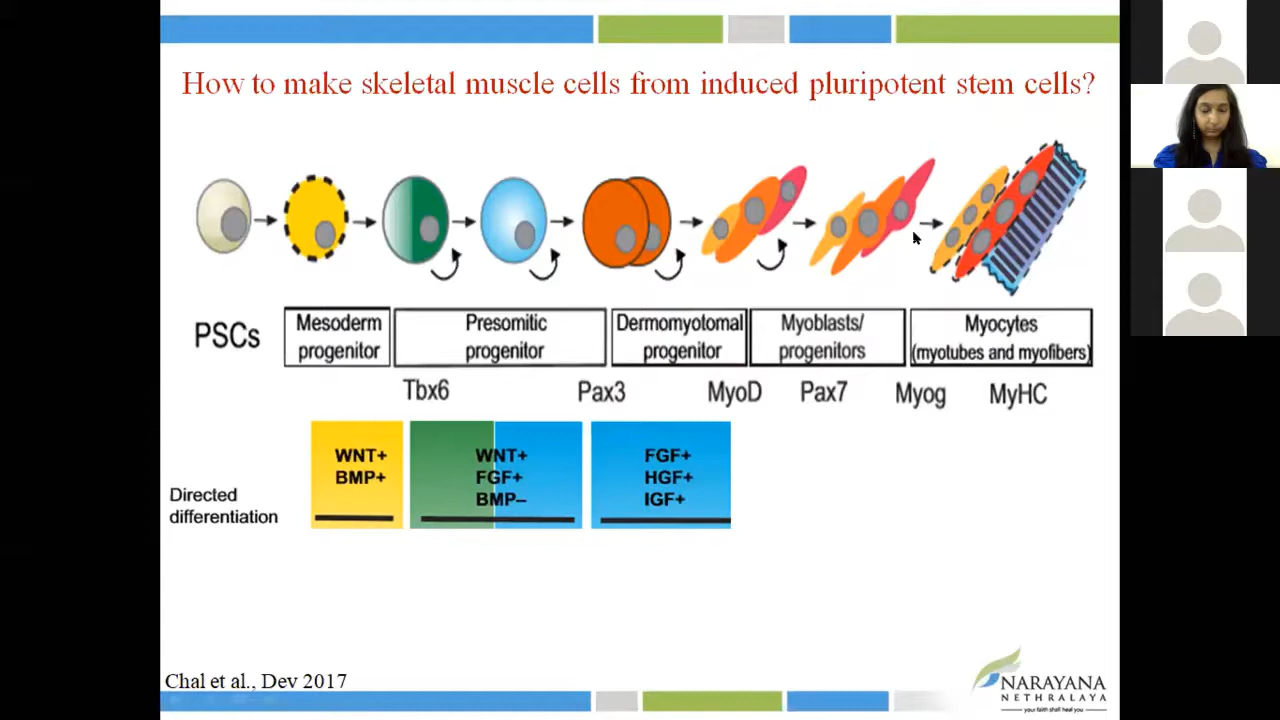 How to make skeletal muscle cells from induced pluripotent stem cells?
PSCs
Mesoderm
progenitor
Presomitic
progenitor
Dermomyotomal
progenitor
Myoblasts/
progenitors
Myocytes
(myotubes and myofibers)
Tbx6 Pax3 MyoD Pax7 Myog MyHC
Directed
differentiation
WNT+
BMP+
WNT+
FGF+
BMP–
FGF+
HGF+
IGF+
Chal et al., Dev 2017
NARAYANA
NETHRALAYA
your faith shall heal you